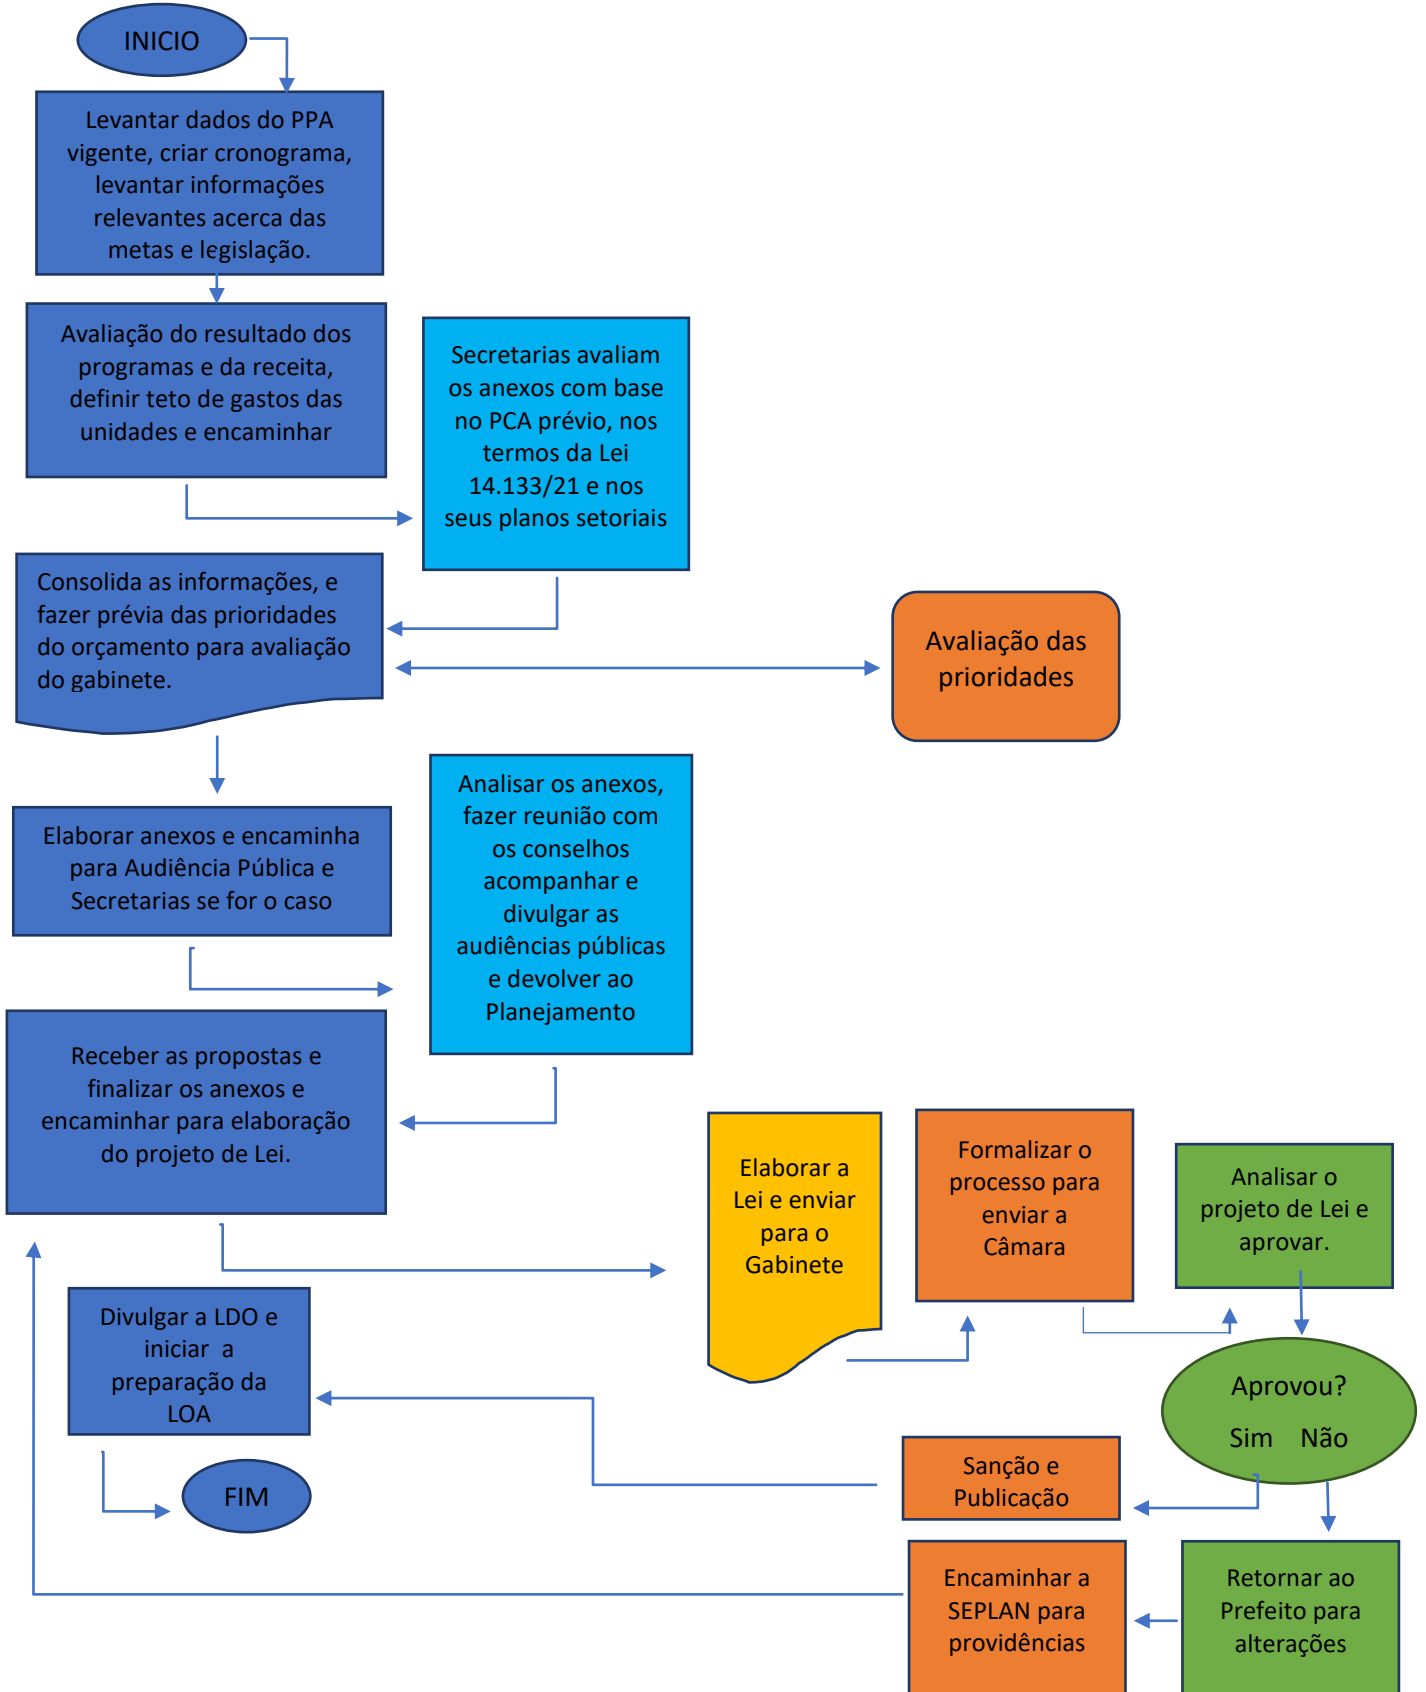 INICIO
Levantar dados do PPA
vigente, criar cronograma,
levantar informações
relevantes acerca das
metas e legislação.
Avaliação do resultado dos
programas e da receita,
definir teto de gastos das
unidades e encaminhar
Secretarias avaliam
os anexos com base
no PCA prévio, nos
termos da Lei
14.133/21 e nos
seus planos setoriais
Consolida as informações, e
fazer prévia das prioridades
do orçamento para avaliação
do gabinete.
Avaliação das
prioridades
Elaborar anexos e encaminha
para Audiência Pública e
Secretarias se for o caso
Analisar os anexos,
fazer reunião com
os conselhos
acompanhar e
divulgar as
audiências públicas
e devolver ao
Planejamento
Receber as propostas e
finalizar os anexos e
encaminhar para elaboração
do projeto de Lei.
Elaborar a
Lei e enviar
para o
Gabinete
Formalizar o
processo para
enviar a
Câmara
Analisar o
projeto de Lei e
aprovar.
Aprovou?
Sim Não
Divulgar a LDO e
iniciar a
preparação da
LOA
FIM
Sanção e
Publicação
Encaminhar a
SEPLAN para
providências
Retornar ao
Prefeito para
alterações